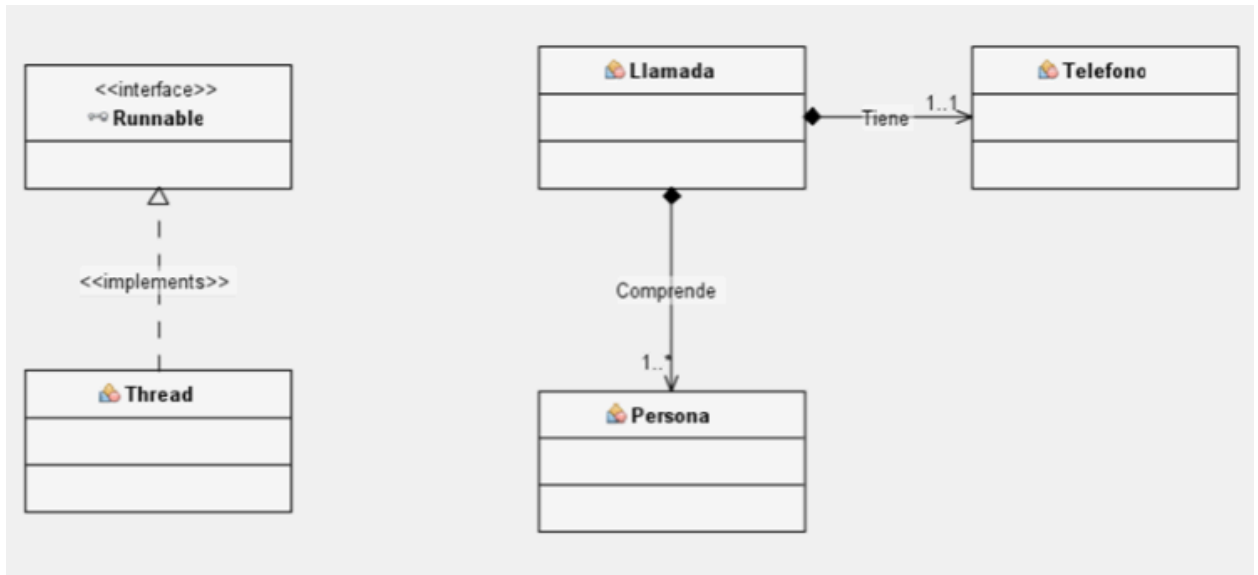 <<interface>>
Runnable
<<implements>>
Thread
Llamada
Tiene
1..1
Telefono
Comprende
1..*
Persona